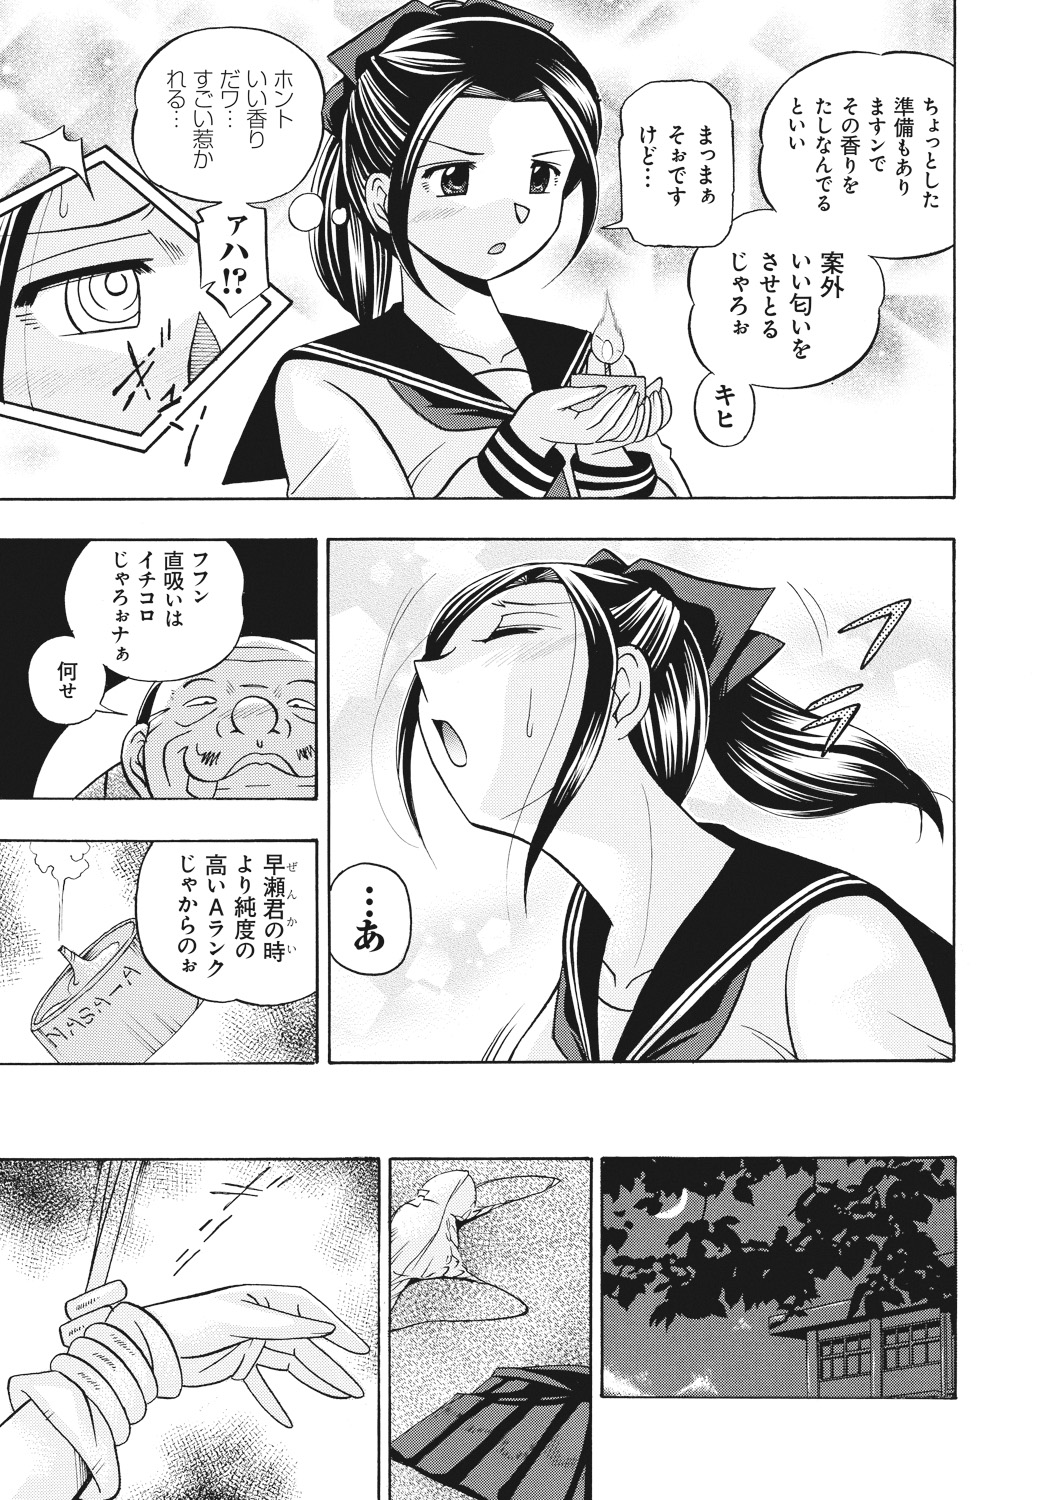 ちょっとした
準備もあり
ますンで
その香りを
たしなんでる
といい
案外
いい匂いを
させとる
じゃろぉ
キヒ
まっまぁ
そぉです
けど…
ホント
いい香り
だワ…
すごい惹か
れる…
ァハ!?
…あ
フフン
直吸いは
イチコロ
じゃろぉナぁ
何せ
早瀬君の時
ぜんかい
より純度の
高いAランク
じゃからのぉ